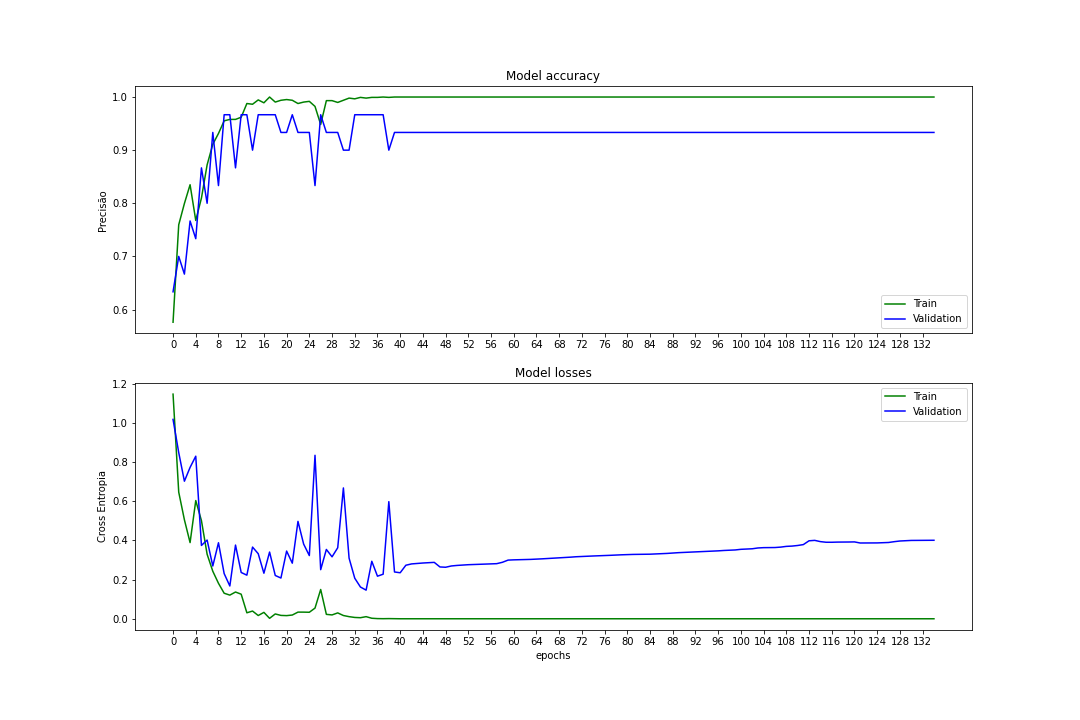 Model accuracy
1.0
0.9
0.8
0.7
0.6
Precisão
Train
Validation
0 4 8 12 16 20 24 28 32 36 40 44 48 52 56 60 64 68 72 76 80 84 88 92 96 100 104 108 112 116 120 124 128 132
Model losses
1.2
1.0
0.8
0.6
0.4
0.2
0.0
Cross Entropia
Train
Validation
0 4 8 12 16 20 24 28 32 36 40 44 48 52 56 60 64 68 72 76 80 84 88 92 96 100 104 108 112 116 120 124 128 132
epochs